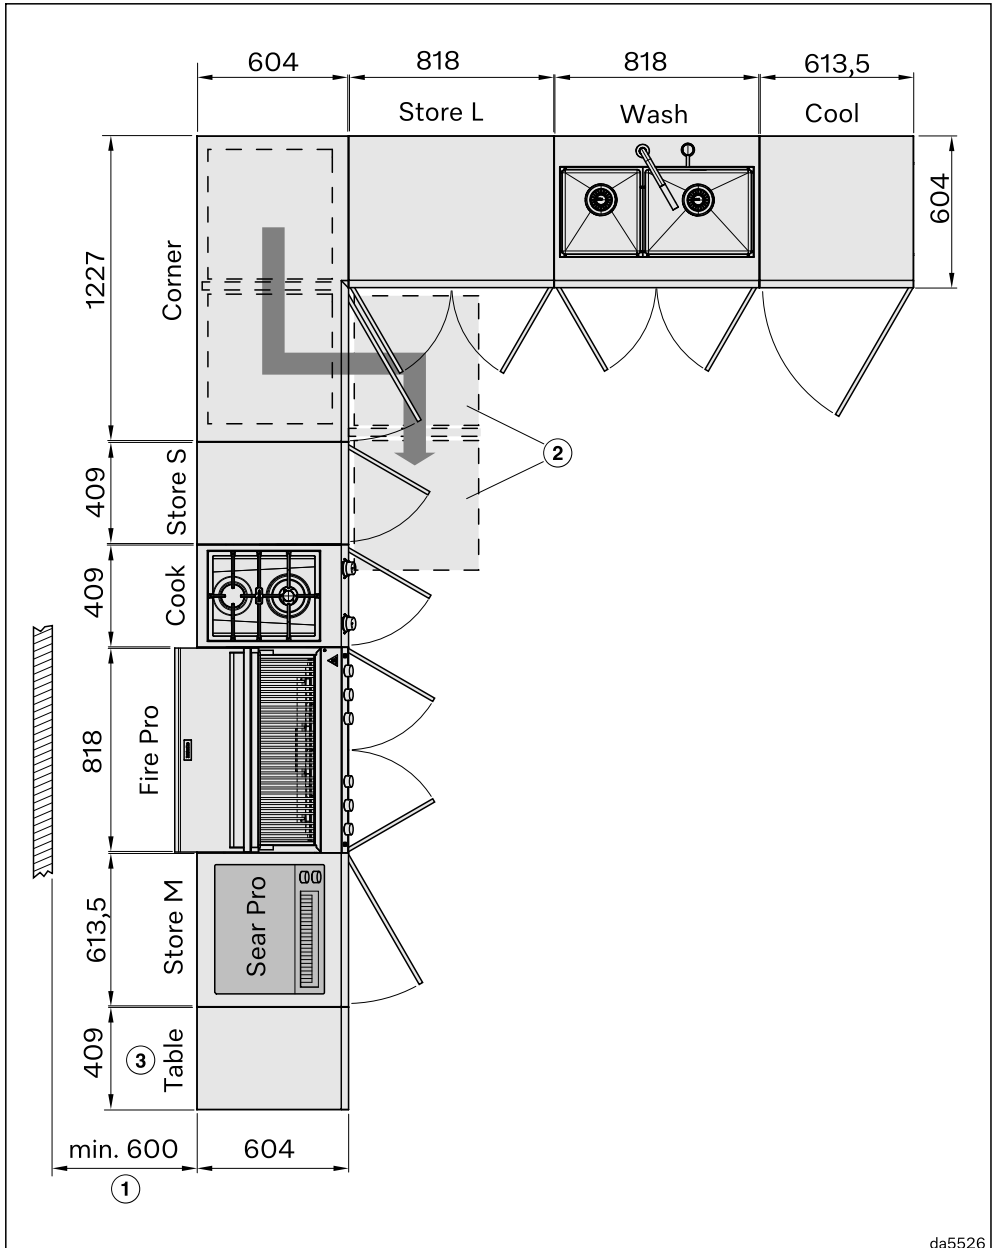 604
818
818
613,5
Store L
Wash
Cool
604
1227
Corner
2
409
Store S
409
Cook
818
Fire Pro
613,5
Store M
Sear Pro
409
3
Table
min. 600
604
1
da5526